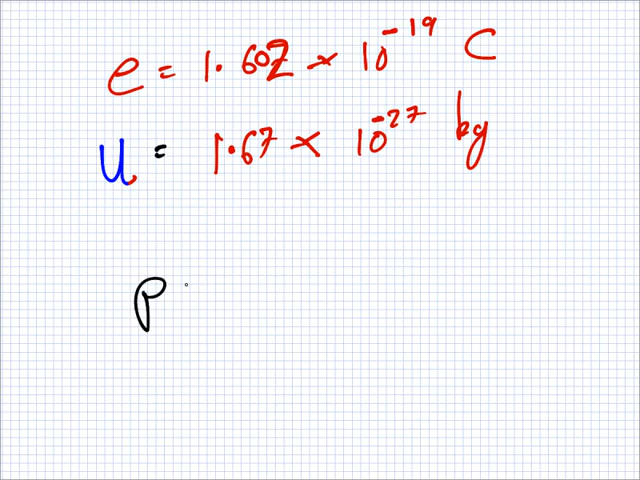 e = 1.602 × 10⁻¹⁹ C
u = 1.67 × 10⁻²⁷ kg
p